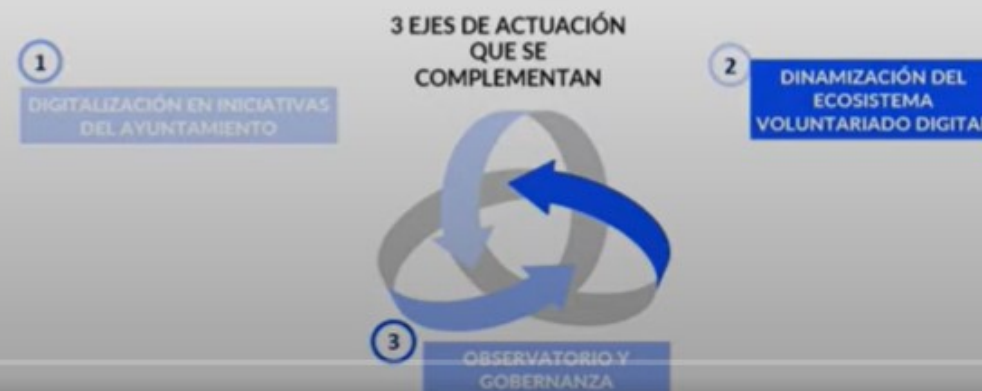 3 EJES DE ACTUACIÓN
QUE SE
COMPLEMENTAN
1
DIGITALIZACIÓN EN INICIATIVAS
DEL AYUNTAMIENTO
2
DINAMIZACIÓN DEL
ECOSISTEMA
VOLUNTARIADO DIGITAL
3
OBSERVATORIO Y
GOBERNANZA